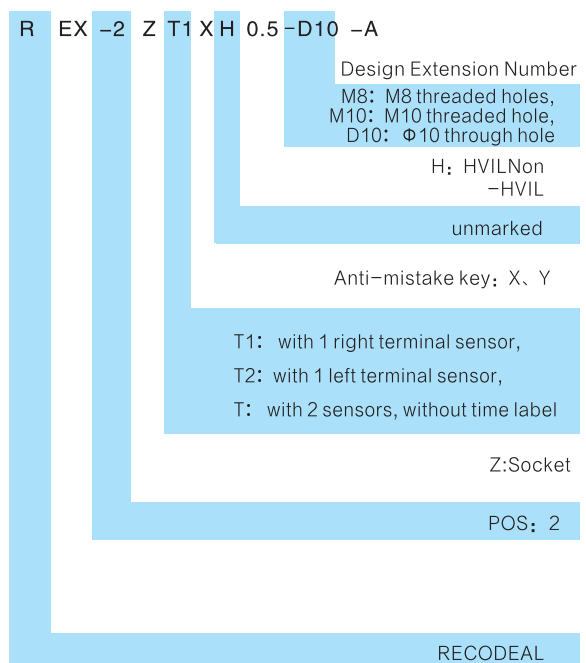 R EX -2 Z T1 X H 0.5 -D10 -A
Design Extension Number
M8: M8 threaded holes,
M10: M10 threaded hole,
D10: Φ10 through hole
H: HVILNon
-HVIL
unmarked
Anti-mistake key: X、Y
T1: with 1 right terminal sensor,
T2: with 1 left terminal sensor,
T: with 2 sensors, without time label
Z:Socket
POS: 2
RECODEAL